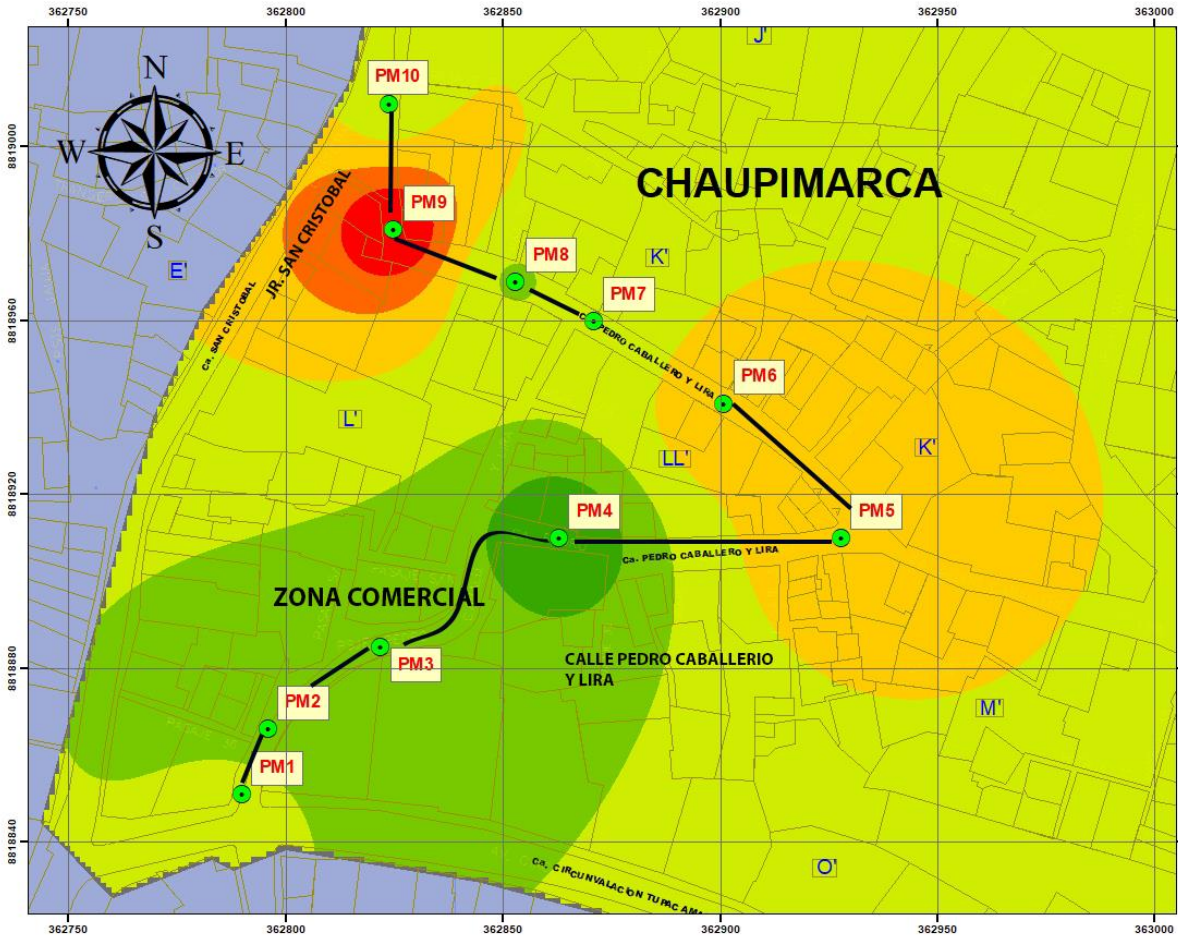 362750
362800
362850
362900
362950
363000
J'
N
PM10
8819000
W
E
CHAUPIMARCA
S
PM9
JR. SAN CRISTOBAL
PM8
K'
E'
PM7
8818960
Ca. SAN CRISTOBAL
PEDRO CABALLERO Y LIRA
PM6
L'
K'
LL'
8818920
PM4
PM5
Ca. PEDRO CABALLERO Y LIRA
ZONA COMERCIAL
PM3
CALLE PEDRO CABALLERIO
Y LIRA
8818880
PM2
M'
PM1
8818840
Ca. CIRCUNVALACION TUPAC AMA
O'
362750
362800
362850
362900
362950
363000